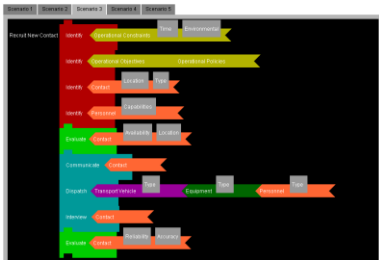 Scenario 1 Scenario 2 Scenario 3 Scenario 4 Scenario 5
Recruit New Contact Identify Operational Constraints Time Environmental
Identify Operational Objectives Operational Policies
Identify Contact Location Type
Identify Personnel Capabilities
Evaluate Contact Availability Location
Communicate Contact
Dispatch Transport Vehicle Type Equipment Type Personnel Type
Interview Contact
Evaluate Contact Reliability Accuracy